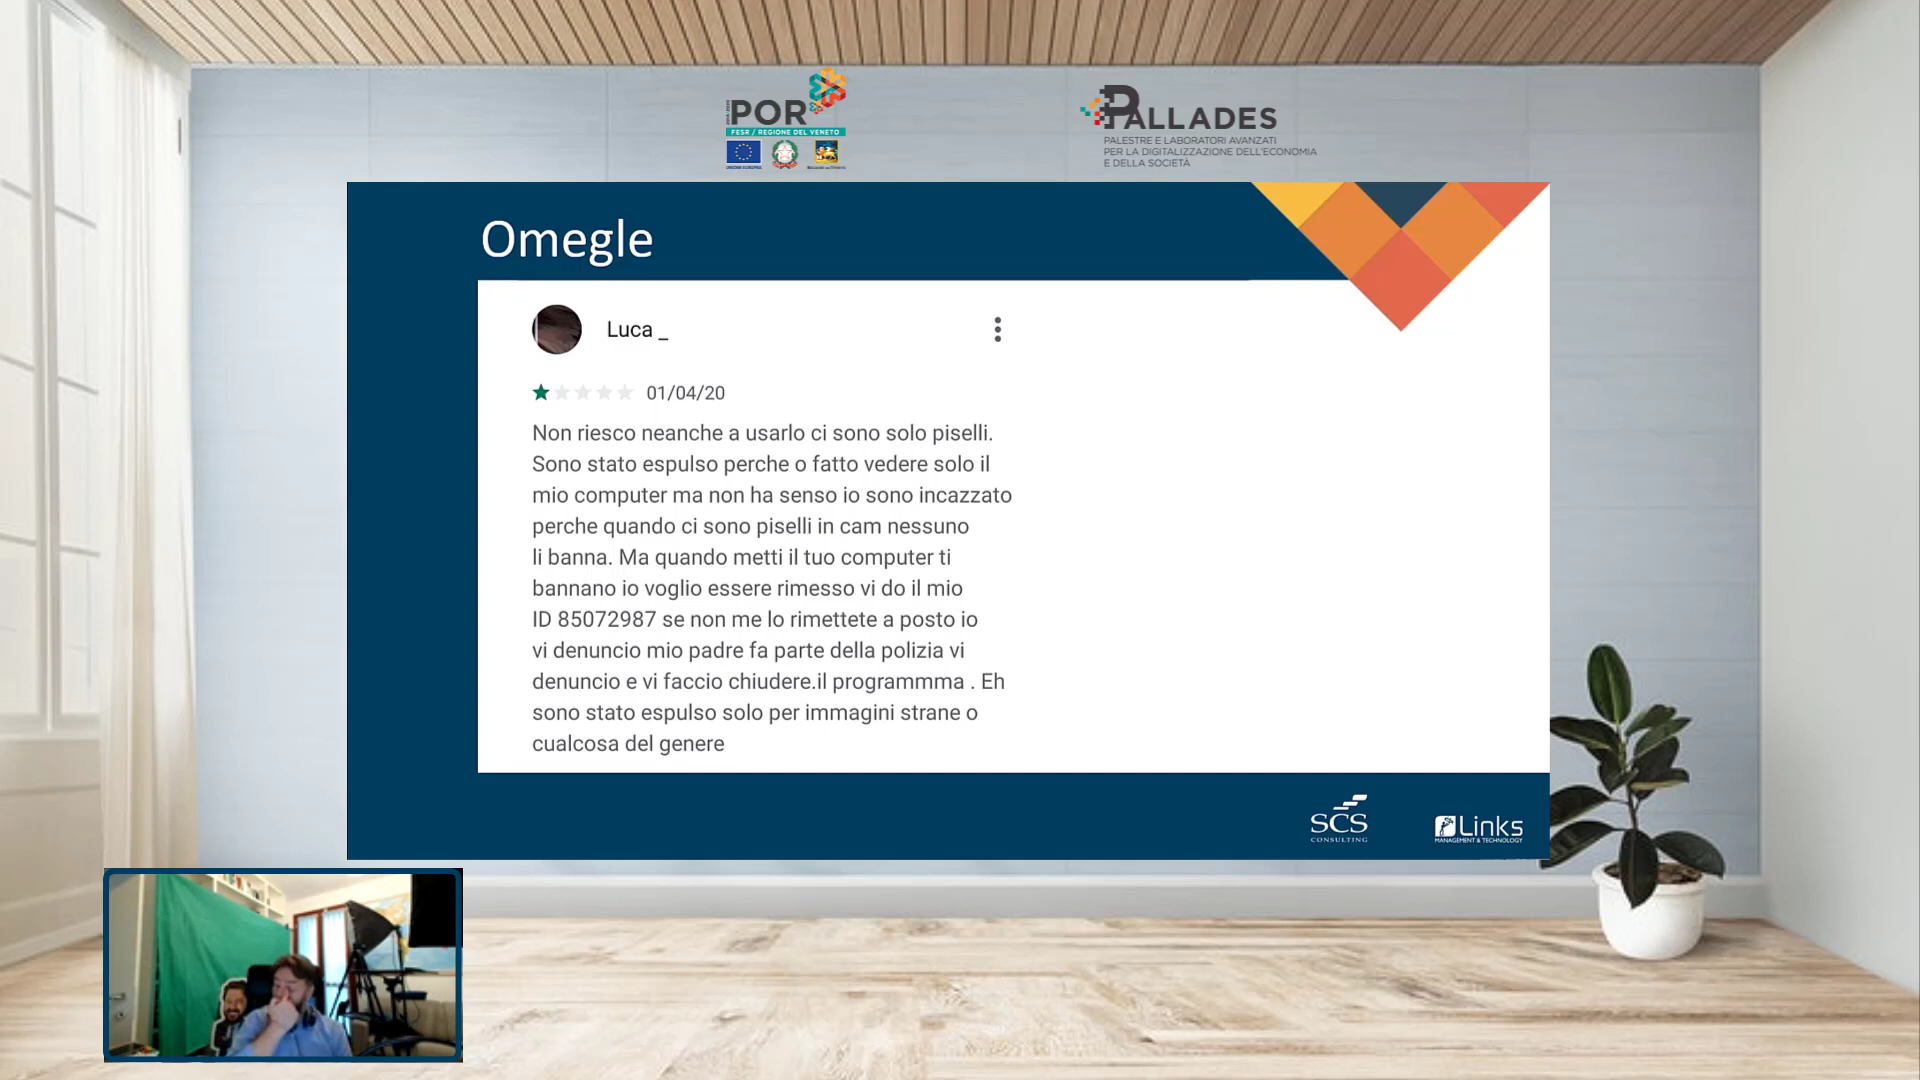 POR
FESR / REGIONE DEL VENETO
PALLADES
PALESTRE E LABORATORI AVANZATI
PER LA DIGITALIZZAZIONE DELL'ECONOMIA
E DELLA SOCIETÀ
Omegle
Luca _
01/04/20
Non riesco neanche a usarlo ci sono solo piselli.
Sono stato espulso perche o fatto vedere solo il
mio computer ma non ha senso io sono incazzato
perche quando ci sono piselli in cam nessuno
li banna. Ma quando metti il tuo computer ti
bannano io voglio essere rimesso vi do il mio
ID 85072987 se non me lo rimettete a posto io
vi denuncio mio padre fa parte della polizia vi
denuncio e vi faccio chiudere.il programmma . Eh
sono stato espulso solo per immagini strane o
cualcosa del genere
SCS
CONSULTING
Links
MANAGEMENT & TECHNOLOGY